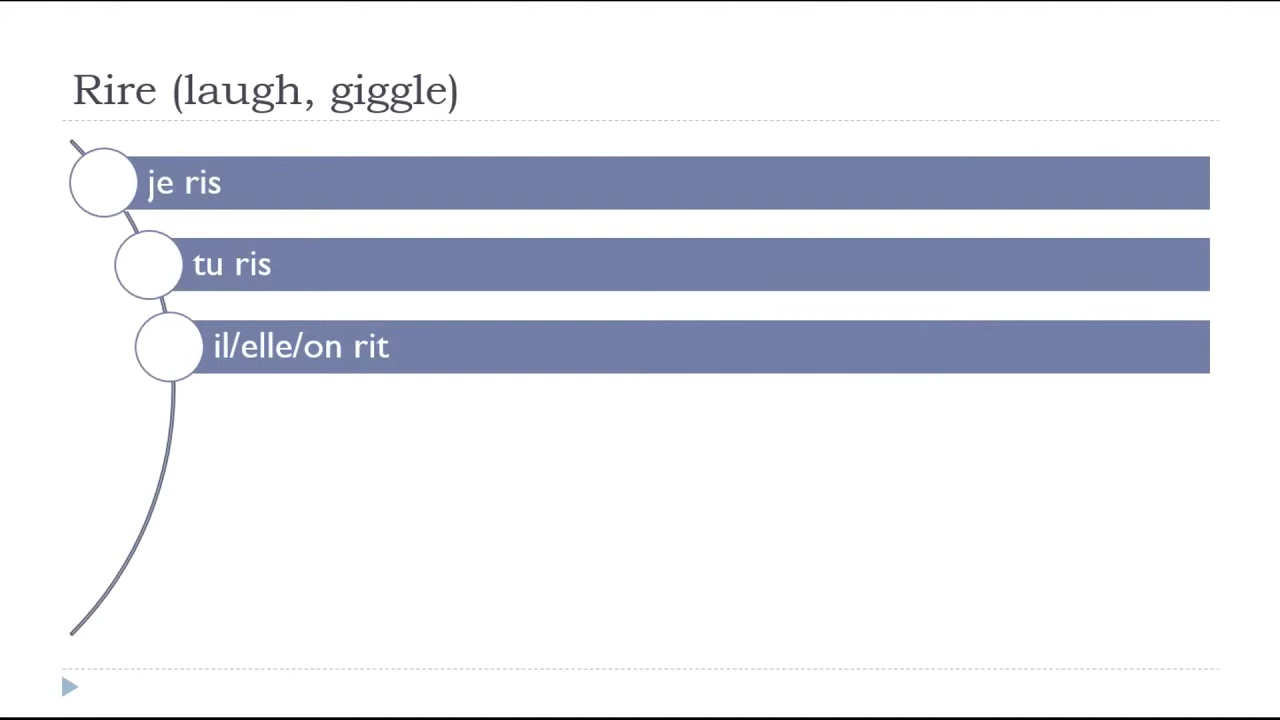 Rire (laugh, giggle)
je ris
tu ris
il/elle/on rit